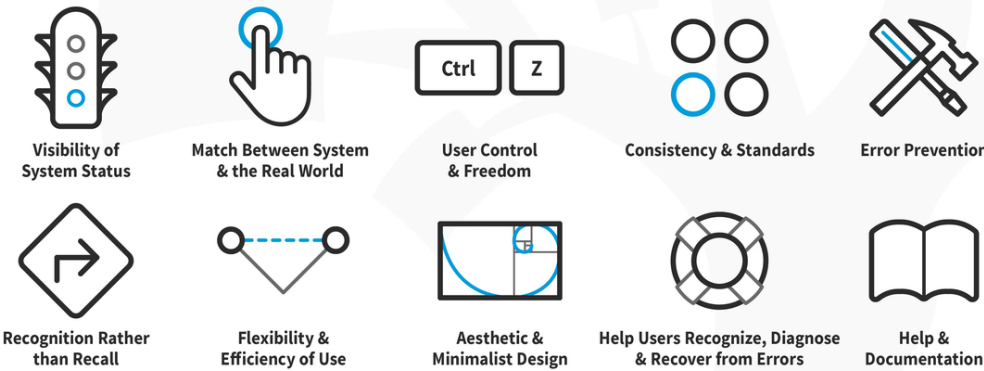 Ctrl
Z
Visibility of
System Status
Match Between System
& the Real World
User Control
& Freedom
Consistency & Standards
Error Prevention
Recognition Rather
than Recall
Flexibility &
Efficiency of Use
Aesthetic &
Minimalist Design
Help Users Recognize, Diagnose
& Recover from Errors
Help &
Documentation